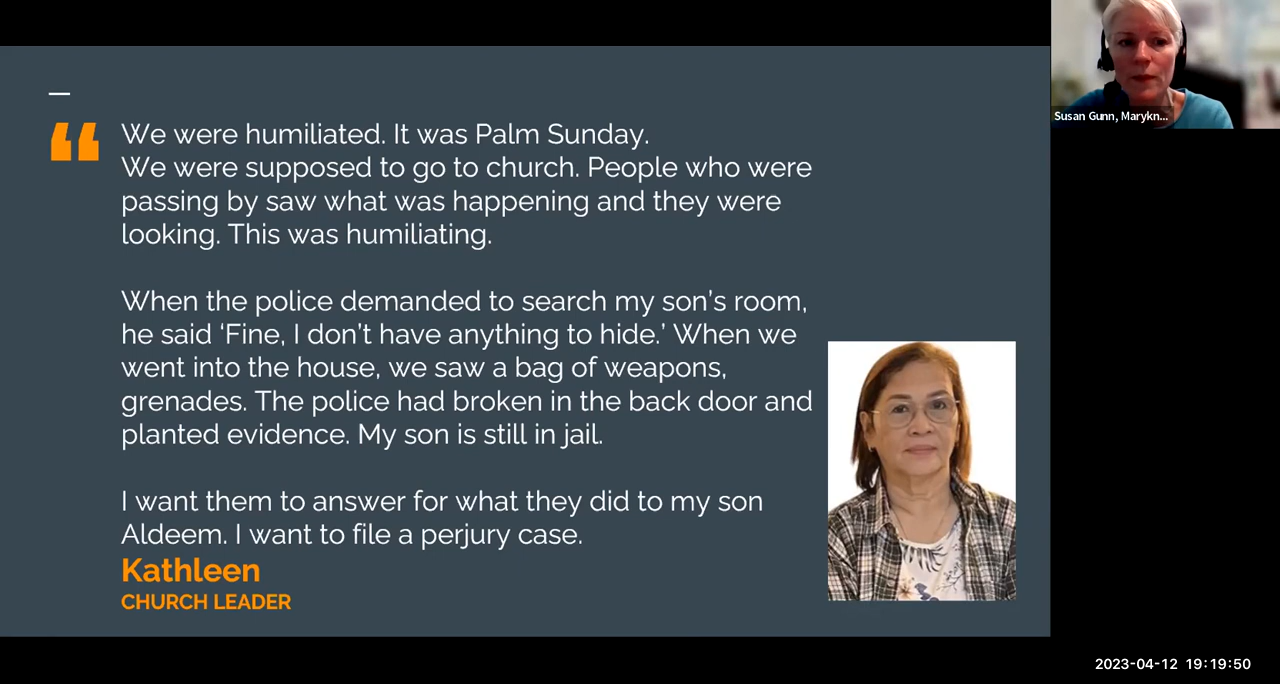 “
We were humiliated. It was Palm Sunday.
We were supposed to go to church. People who were
passing by saw what was happening and they were
looking. This was humiliating.
When the police demanded to search my son’s room,
he said ‘Fine, I don’t have anything to hide.’ When we
went into the house, we saw a bag of weapons,
grenades. The police had broken in the back door and
planted evidence. My son is still in jail.
I want them to answer for what they did to my son
Aldeem. I want to file a perjury case.
Kathleen
CHURCH LEADER
Susan Gunn, Marykn...
2023-04-12 19:19:50